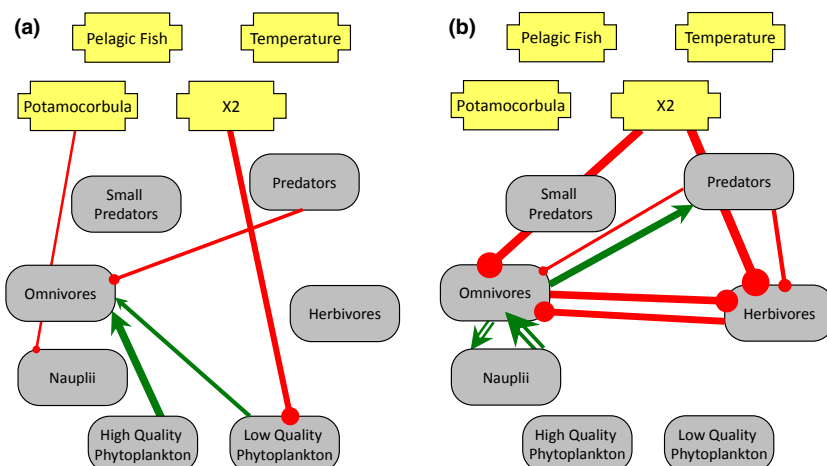 (a)
Pelagic Fish
Temperature
Potamocorbula
X2
Small
Predators
Predators
Omnivores
Herbivores
Nauplii
High Quality
Phytoplankton
Low Quality
Phytoplankton
(b)
Pelagic Fish
Temperature
Potamocorbula
X2
Small
Predators
Predators
Omnivores
Herbivores
Nauplii
High Quality
Phytoplankton
Low Quality
Phytoplankton